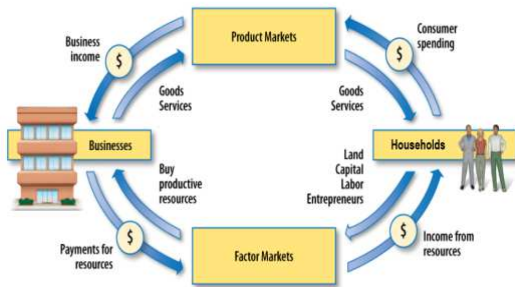 Product Markets
Business
income
$
Consumer
spending
$
Goods
Services
Goods
Services
Businesses
Households
Buy
productive
resources
Land
Capital
Labor
Entrepreneurs
Payments for
resources
$
Factor Markets
$
Income from
resources